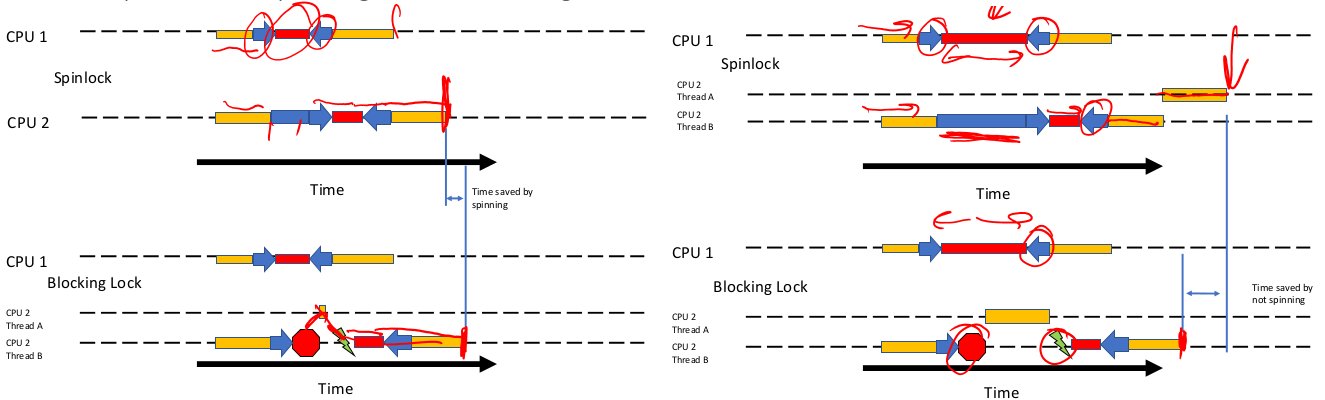 CPU 1
Spinlock
CPU 2
Time
Time saved by
spinning
CPU 1
Blocking Lock
CPU 2
Thread A
CPU 2
Thread B
Time
CPU 1
Spinlock
CPU 2
Thread A
CPU 2
Thread B
Time
CPU 1
Blocking Lock
Time saved by
not spinning
CPU 2
Thread A
CPU 2
Thread B
Time